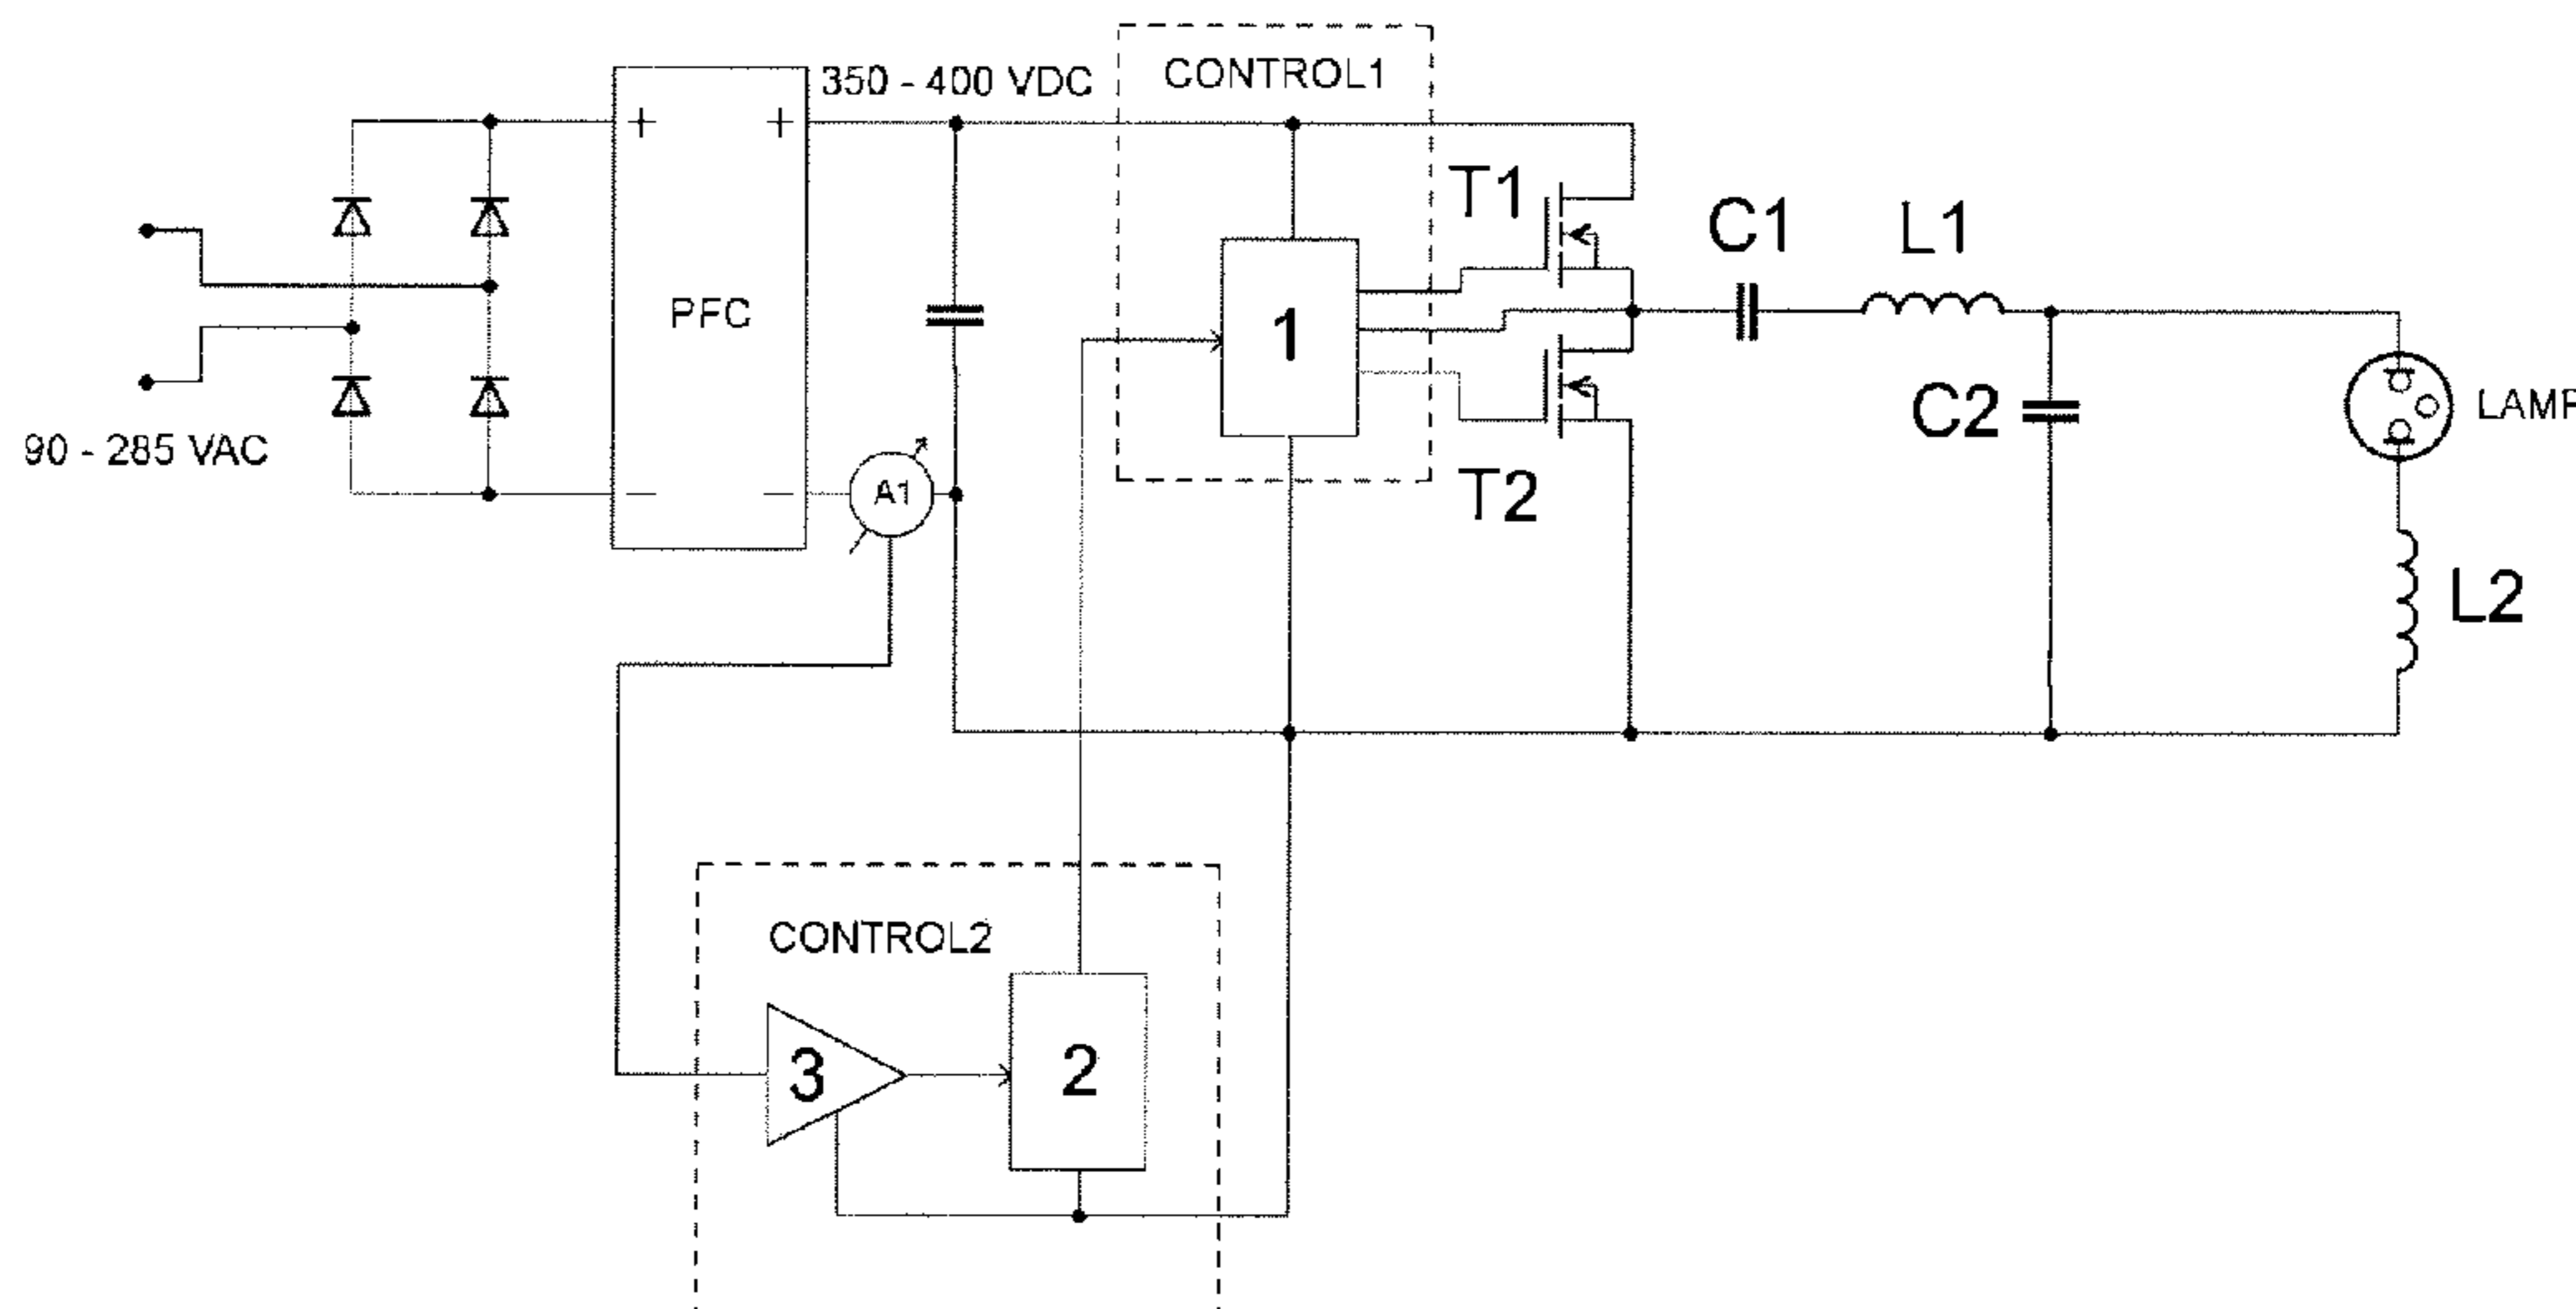 350 - 400 VDC
CONTROL1
+
+
T1
C1
L1
PFC
1
C2
LAMP
90 - 285 VAC
A1
T2
L2
CONTROL2
3
2